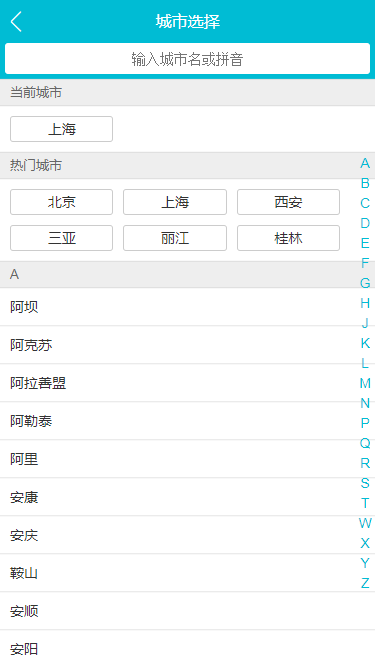 城市选择
输入城市名或拼音
当前城市
上海
热门城市
北京 上海 西安
三亚 丽江 桂林
A
阿坝
阿克苏
阿拉善盟
阿勒泰
阿里
安康
安庆
鞍山
安顺
安阳
A
B
C
D
E
F
G
H
J
K
L
M
N
P
Q
R
S
T
W
X
Y
Z